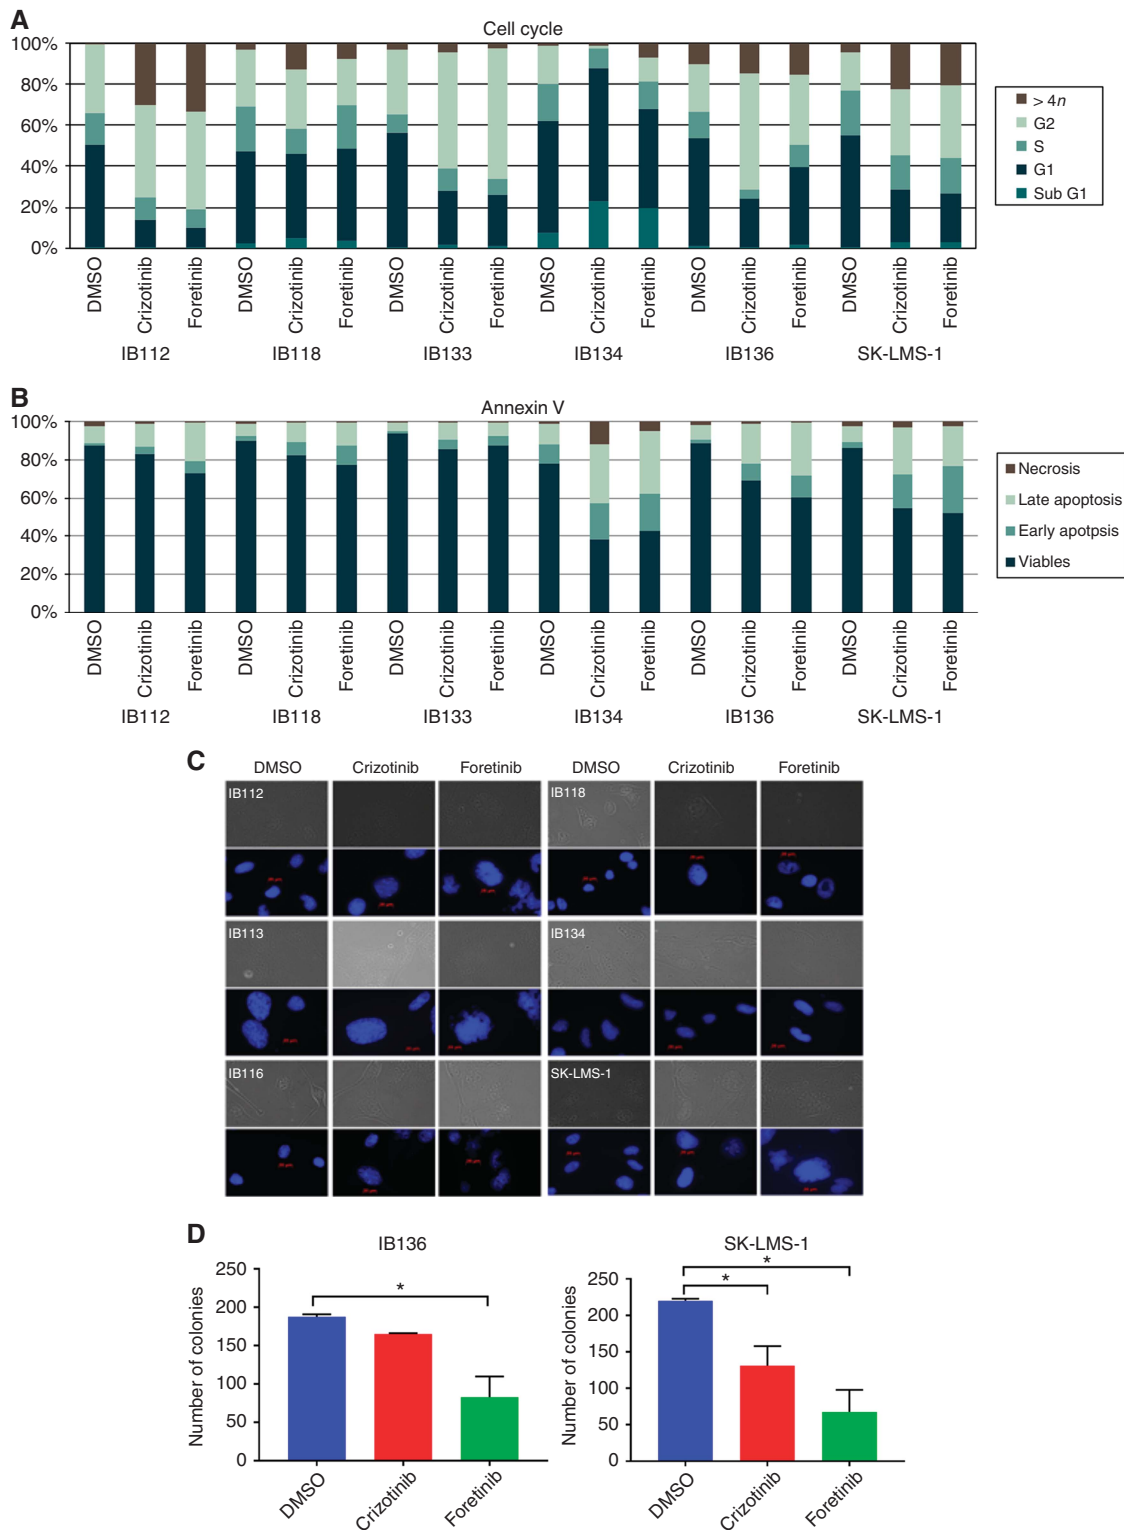 A
Cell cycle
100%
80%
60%
40%
20%
0%
> 4n
G2
S
G1
Sub G1
DMSO
Crizotinib
Foretinib
DMSO
Crizotinib
Foretinib
DMSO
Crizotinib
Foretinib
DMSO
Crizotinib
Foretinib
DMSO
Crizotinib
Foretinib
DMSO
Crizotinib
Foretinib
IB112 IB118 IB133 IB134 IB136 SK-LMS-1
B
Annexin V
100%
80%
60%
40%
20%
0%
Necrosis
Late apoptosis
Early apotpsis
Viables
DMSO
Crizotinib
Foretinib
DMSO
Crizotinib
Foretinib
DMSO
Crizotinib
Foretinib
DMSO
Crizotinib
Foretinib
DMSO
Crizotinib
Foretinib
DMSO
Crizotinib
Foretinib
IB112 IB118 IB133 IB134 IB136 SK-LMS-1
C
DMSO Crizotinib Foretinib DMSO Crizotinib Foretinib
IB112 IB118
IB113 IB134
IB116 SK-LMS-1
D
IB136
Number of colonies
250
200
150
100
50
0
*
DMSO
Crizotinib
Foretinib
SK-LMS-1
Number of colonies
250
200
150
100
50
0
*
*
DMSO
Crizotinib
Foretinib